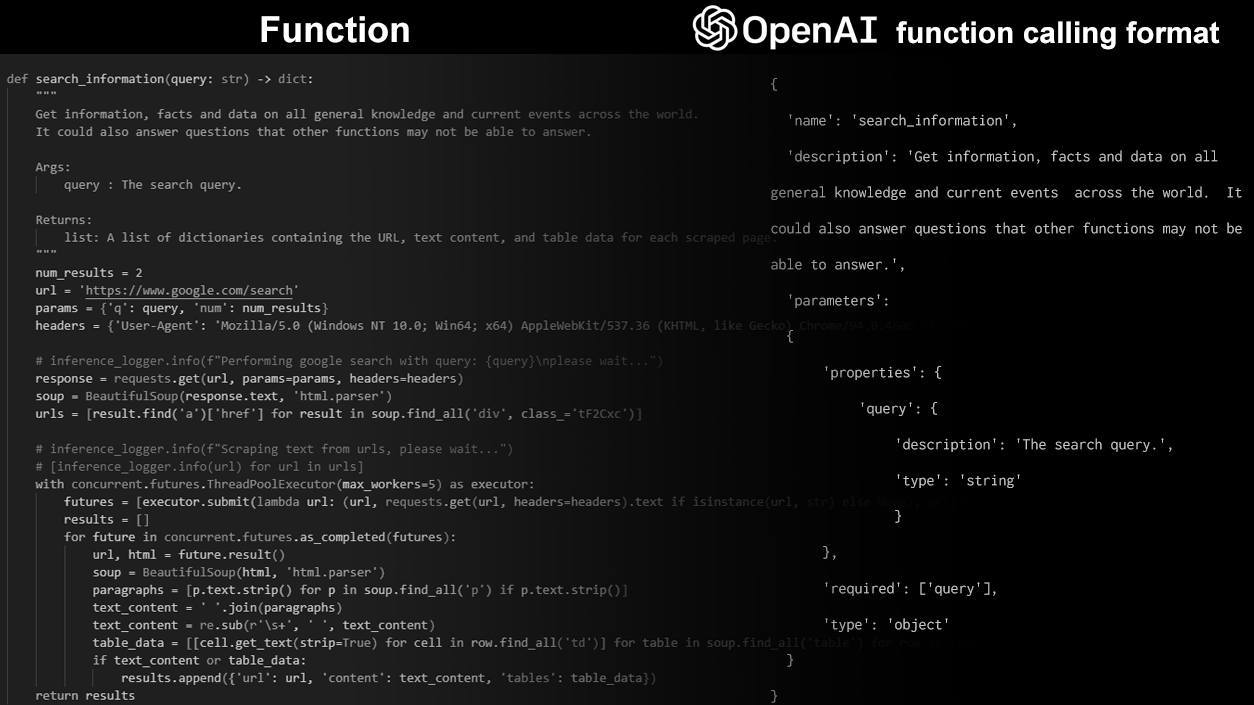 Function
OpenAI function calling format
def search_information(query: str) -> dict:
"""
Get information, facts and data on all general knowledge and current events across the world.
It could also answer questions that other functions may not be able to answer.
Args:
query : The search query.
Returns:
list: A list of dictionaries containing the URL, text content, and table data for each scraped page.
"""
num_results = 2
url = 'https://www.google.com/search'
params = {'q': query, 'num': num_results}
headers = {'User-Agent': 'Mozilla/5.0 (Windows NT 10.0; Win64; x64) AppleWebKit/537.36 (KHTML, like Gecko) Chrome/94.0.4606
# inference_logger.info(f"Performing google search with query: {query}\nplease wait...")
response = requests.get(url, params=params, headers=headers)
soup = BeautifulSoup(response.text, 'html.parser')
urls = [result.find('a')['href'] for result in soup.find_all('div', class_='tF2Cxc')]
# inference_logger.info(f"Scraping text from urls, please wait...")
# [inference_logger.info(url) for url in urls]
with concurrent.futures.ThreadPoolExecutor(max_workers=5) as executor:
futures = [executor.submit(lambda url: (url, requests.get(url, headers=headers).text if isinstance(url, str) else
results = []
for future in concurrent.futures.as_completed(futures):
url, html = future.result()
soup = BeautifulSoup(html, 'html.parser')
paragraphs = [p.text.strip() for p in soup.find_all('p') if p.text.strip()]
text_content = ' '.join(paragraphs)
text_content = re.sub(r'\s+', ' ', text_content)
table_data = [[cell.get_text(strip=True) for cell in row.find_all('td')] for table in soup.find_all('table') for row in
if text_content or table_data:
results.append({'url': url, 'content': text_content, 'tables': table_data})
return results
{
'name': 'search_information',
'description': 'Get information, facts and data on all
general knowledge and current events  across the world.  It
could also answer questions that other functions may not be
able to answer.',
'parameters':
{
'properties': {
'query': {
'description': 'The search query.',
'type': 'string'
}
},
'required': ['query'],
'type': 'object'
}
}